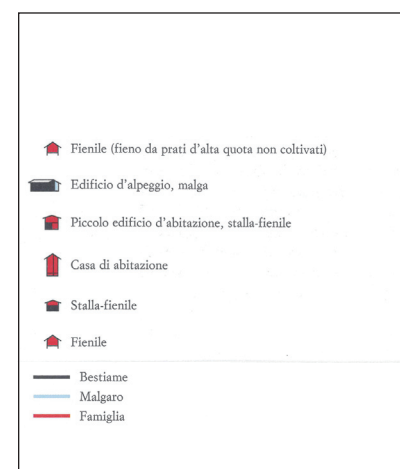 Fienile (fieno da prati d'alta quota non coltivati)
Edificio d'alpeggio, malga
Piccolo edificio d'abitazione, stalla-fienile
Casa di abitazione
Stalla-fienile
Fienile
Bestiame
Malgaro
Famiglia